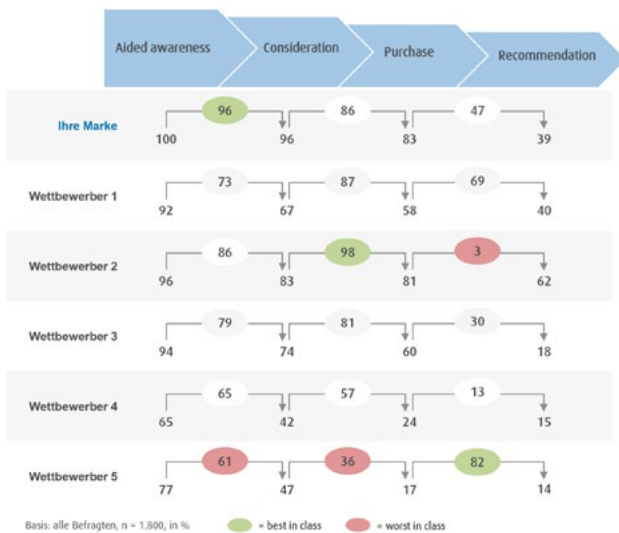 Aided awareness Consideration Purchase Recommendation
96 86 47
Ihre Marke
100 96 83 39
73 87 69
Wettbewerber 1
92 67 58 40
86 98 3
Wettbewerber 2
96 83 81 62
79 81 30
Wettbewerber 3
94 74 60 18
65 57 13
Wettbewerber 4
65 42 24 15
61 36 82
Wettbewerber 5
77 47 17 14
Basis: alle Befragten, n = 1.800, in % = best in class = worst in class